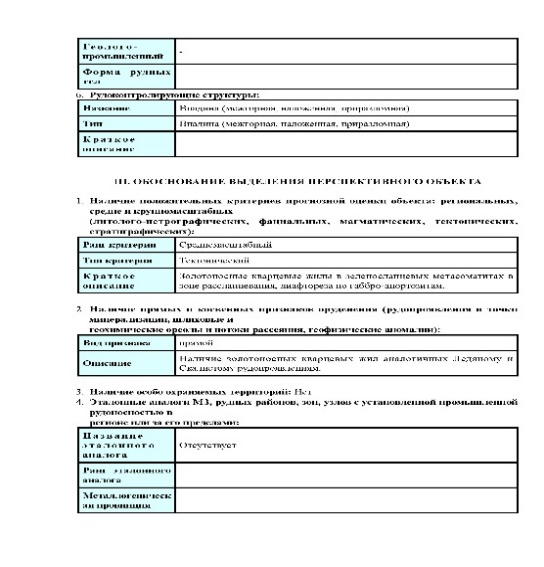 Геолого-
промышленный -
Форма рудных
тел
6. Рудоконтролирующие структуры:
Название Впадина (межгорная, наложенная, приразломная)
Тип Впадина (межгорная, наложенная, приразломная)
Краткое
описание
III. ОБОСНОВАНИЕ ВЫДЕЛЕНИЯ ПЕРСПЕКТИВНОГО ОБЪЕКТА
1. Наличие положительных критериев прогнозной оценки объекта: региональных,
средне и крупномасштабных
(литолого-петрографических, фациальных, магматических, тектонических,
стратиграфических):
Ранг критерия Среднемасштабный
Тип критерия Тектонический
Краткое Золотоносные кварцевые жилы в зеленосланцевых метасоматитах в
описание зоне рассланцевания, диафтореза по габбро-анортозитам.
2. Наличие прямых и косвенных признаков оруденения (рудопроявления и точки
минерализации, шлиховые и
геохимические ореолы и потоки рассеяния, геофизические аномалии):
Вид признака прямой
Описание Наличие золотоносных кварцевых жил аналогичных Ледяному и
Скалистому рудопроявлениям.
3. Наличие особо охраняемых территорий: Нет
4. Эталонные аналоги МЗ, рудных районов, зон, узлов с установленной промышленной
рудоносностью в
регионе или за его пределами:
Название
эталонного Отсутствует
аналога
Ранг эталонного
аналога
Металлогеническ
ая провинция